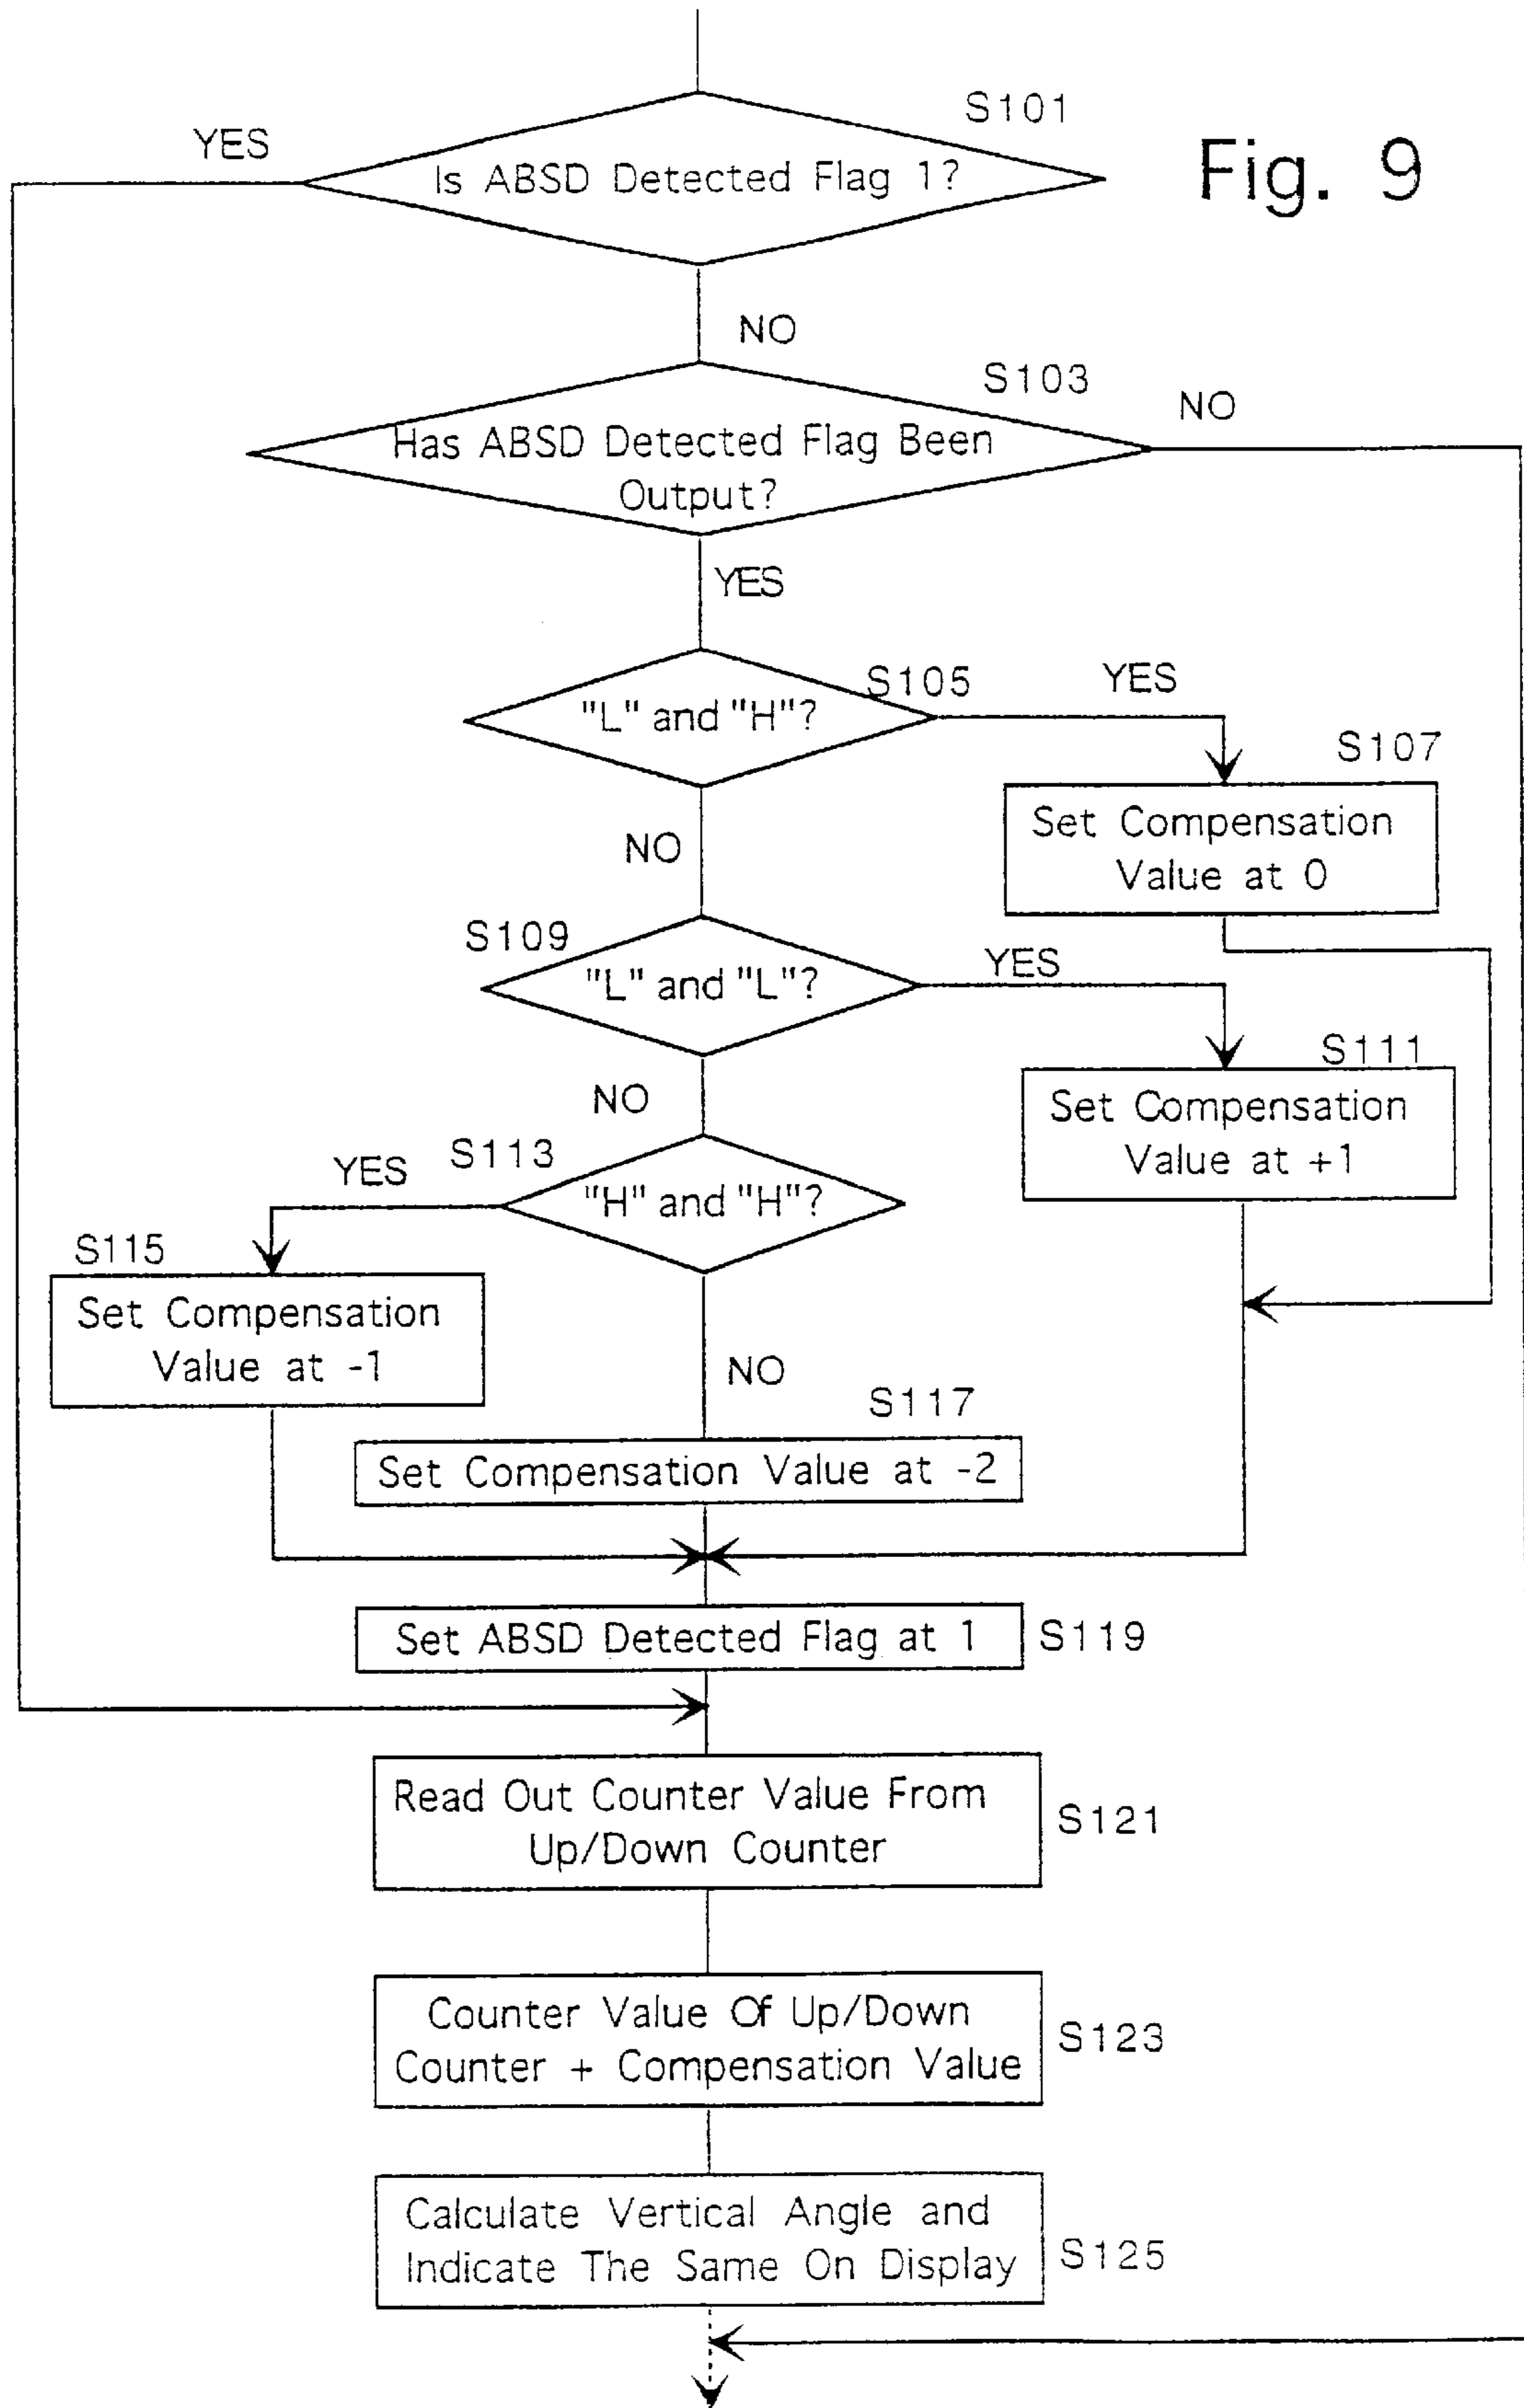 S101
YES
Is ABSD Detected Flag 1?
Fig. 9
NO
S103
NO
Has ABSD Detected Flag Been
Output?
YES
S105
YES
"L" and "H"?
S107
Set Compensation
Value at 0
NO
S109
"L" and "L"?
YES
S111
Set Compensation
Value at +1
NO
S113
YES
"H" and "H"?
S115
Set Compensation
Value at -1
NO
S117
Set Compensation Value at -2
Set ABSD Detected Flag at 1
S119
Read Out Counter Value From
Up/Down Counter
S121
Counter Value Of Up/Down
Counter + Compensation Value
S123
Calculate Vertical Angle and
Indicate The Same On Display
S125